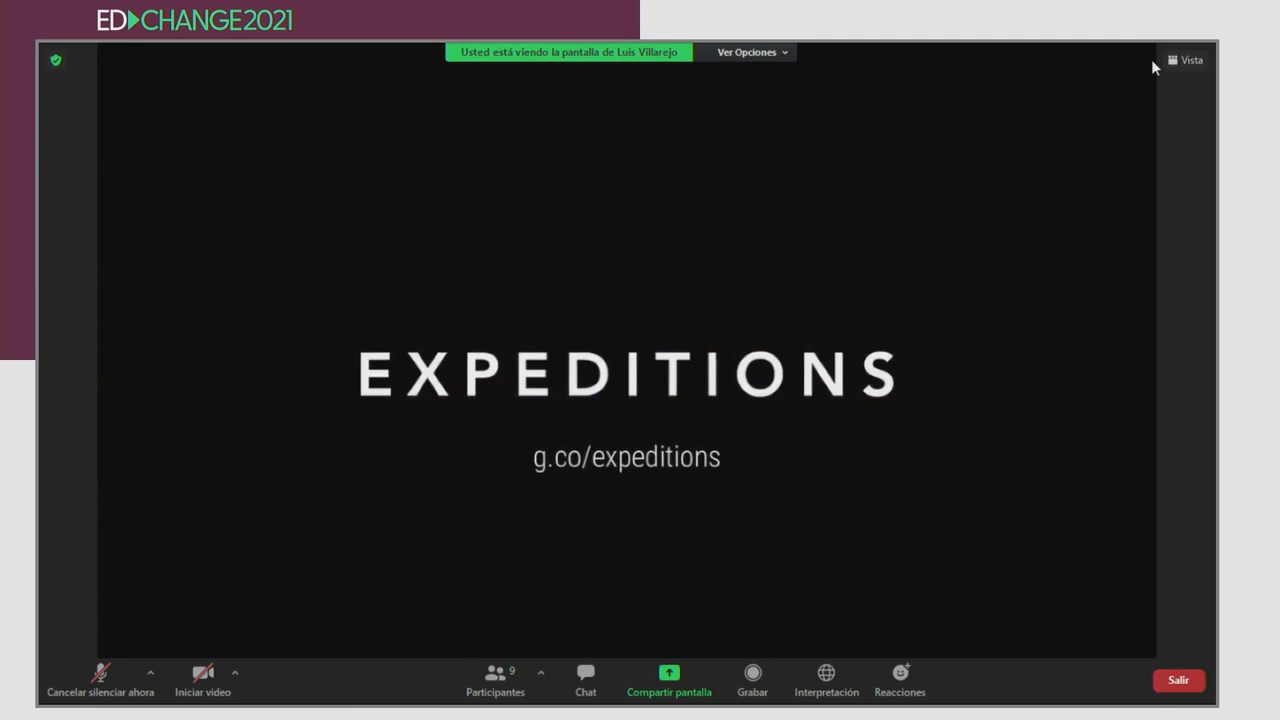 ED CHANGE2021
Usted está viendo la pantalla de Luis Villarejo
Ver Opciones
Vista
EXPEDITIONS
g.co/expeditions
Cancelar silenciar ahora
Iniciar video
9
Participantes
Chat
Compartir pantalla
Grabar
Interpretación
Reacciones
Salir